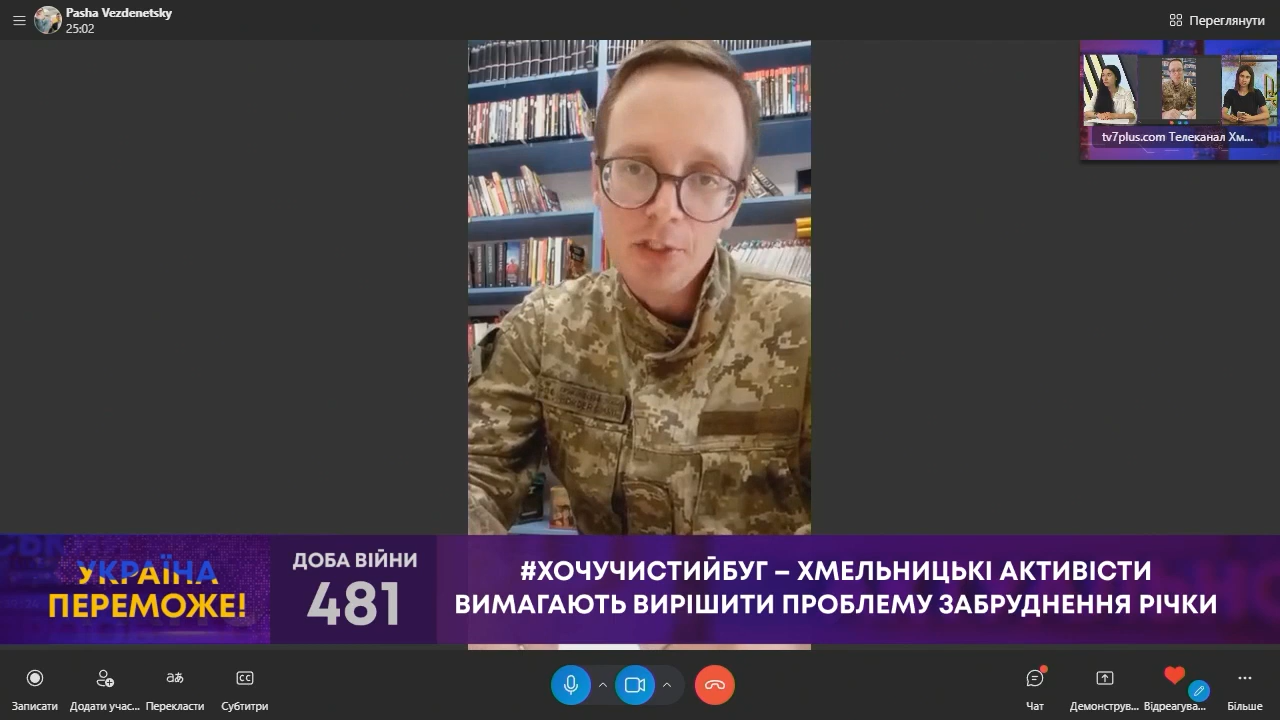 Pasha Vezdenetsky
25:02
Переглянути
tv7plus.com Телеканал Хм...
УКРАЇНА
ПЕРЕМОЖЕ!
ДОБА ВІЙНИ
481
#ХОЧУЧИСТИЙБУГ – ХМЕЛЬНИЦЬКІ АКТИВІСТИ
ВИМАГАЮТЬ ВИРІШИТИ ПРОБЛЕМУ ЗАБРУДНЕННЯ РІЧКИ
Записати
Додати учас...
Перекласти
Субтитри
Чат
Демонструв...
Відреагува...
Більше